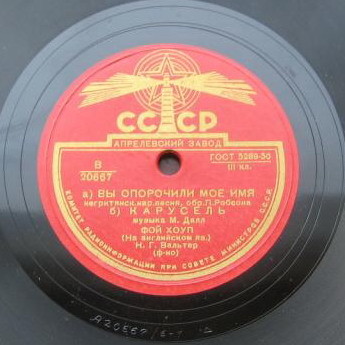 СССР
АПРЕЛЕВСКИЙ ЗАВОД
В
20667
ГОСТ 5289-50
III кл.
а) ВЫ ОПОРОЧИЛИ МОЕ ИМЯ
негритянск.нар.песня, обр.П.Робсона
б) КАРУСЕЛЬ
музыка М. Далл
ФОЙ ХОУП
(На английском яз.)
К. Г. Вальтер
(ф-но)
КОМИТЕТ РАДИОИНФОРМАЦИИ ПРИ СОВЕТЕ МИНИСТРОВ СССР